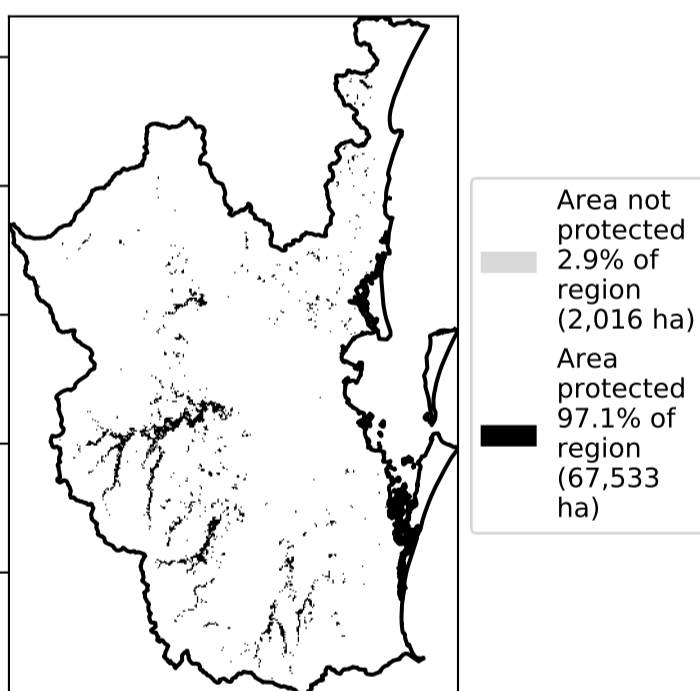 Area not
protected
2.9% of
region
(2,016 ha)
Area
protected
97.1% of
region
(67,533
ha)